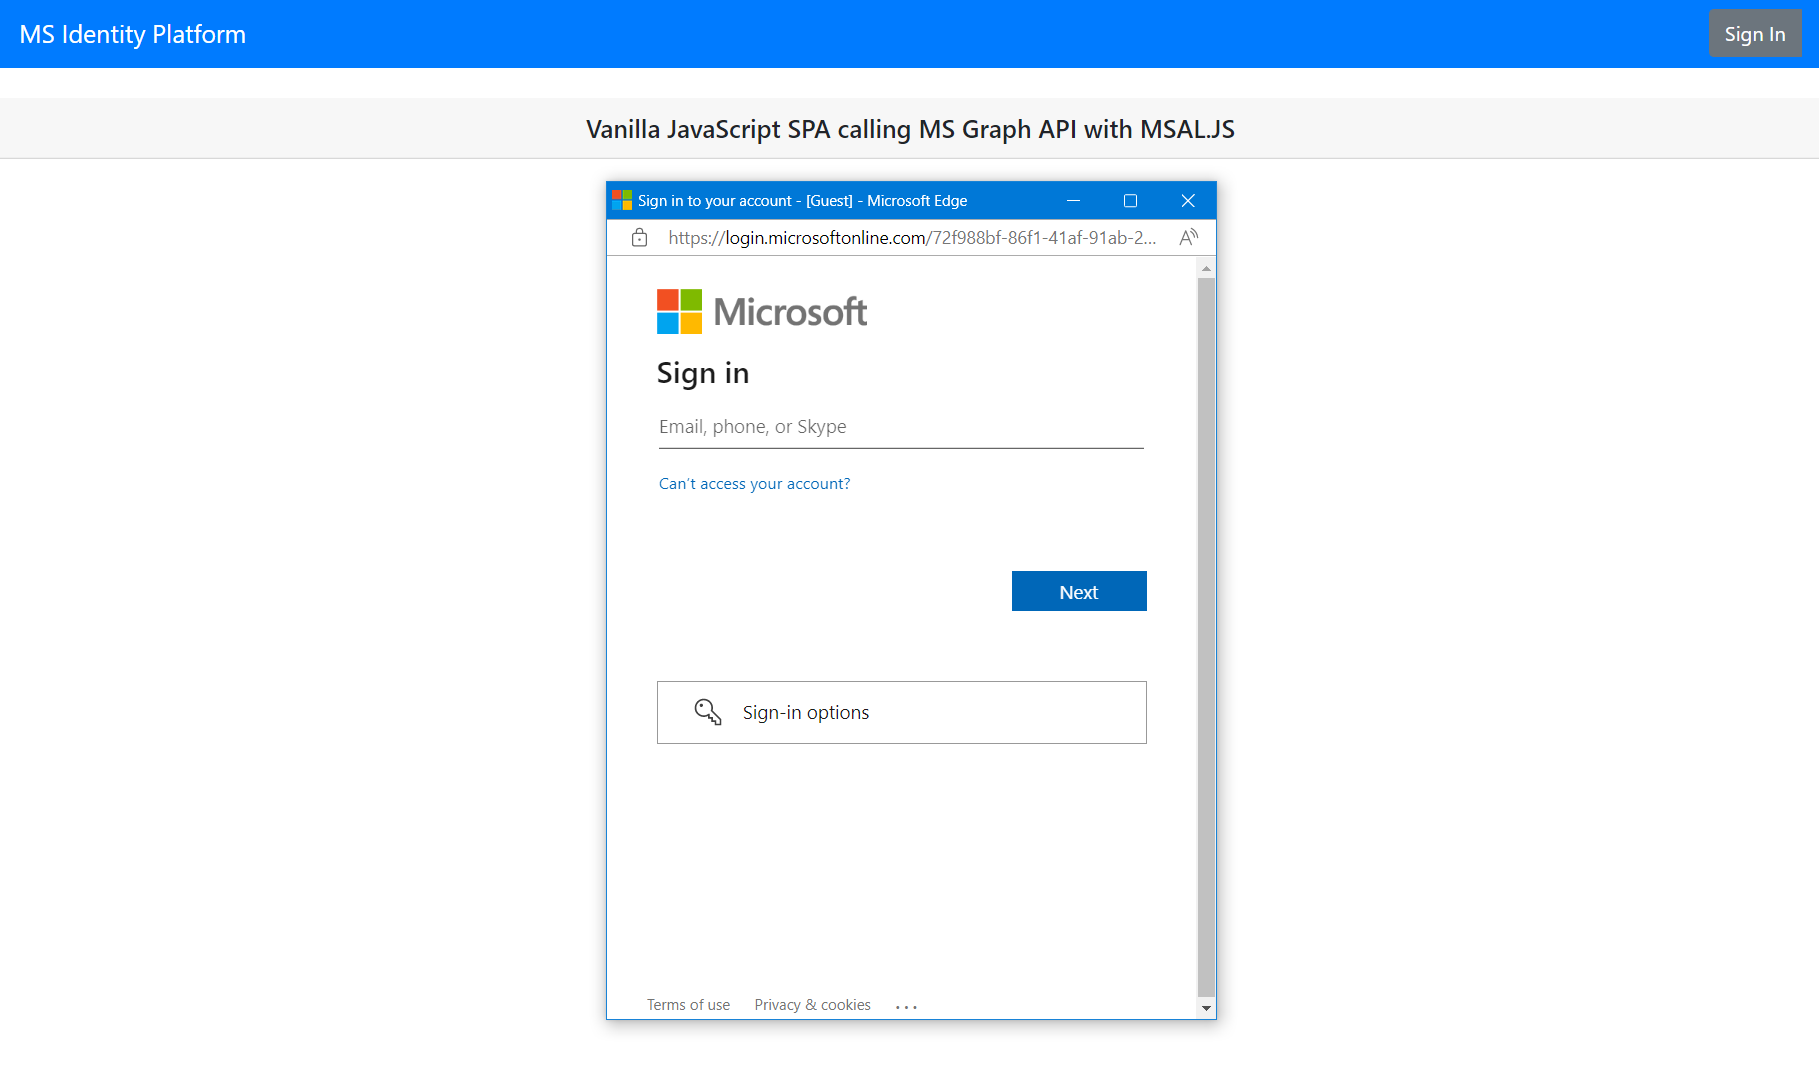 MS Identity Platform
Sign In
Vanilla JavaScript SPA calling MS Graph API with MSAL.JS
Sign in to your account - [Guest] - Microsoft Edge
https://login.microsoftonline.com/72f988bf-86f1-41af-91ab-2...
Microsoft
Sign in
Email, phone, or Skype
Can't access your account?
Next
Sign-in options
Terms of use Privacy & cookies ...